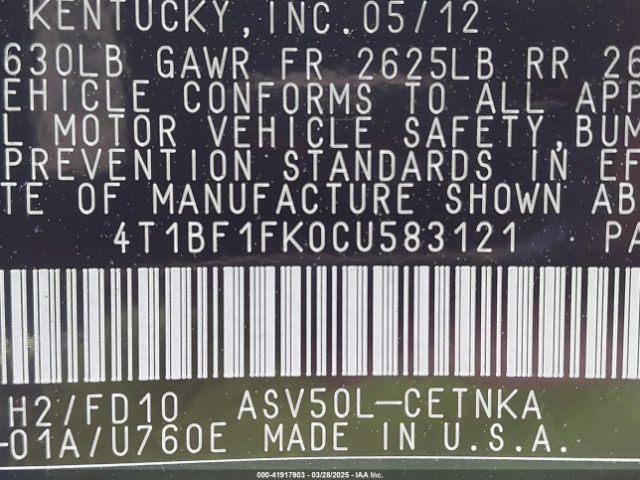 KENTUCKY, INC. 05/12
630LB GAWR FR 2625LB RR 26
EHICLE CONFORMS TO ALL APP
L MOTOR VEHICLE SAFETY, BUM
PREVENTION STANDARDS IN EF
TE OF MANUFACTURE SHOWN AB
4T1BF1FK0CU583121 PA
H2/FD10 ASV50L-CETNKA
-01A/U760E MADE IN U.S.A.
000-41917903 - 03/28/2025 - IAA Inc.